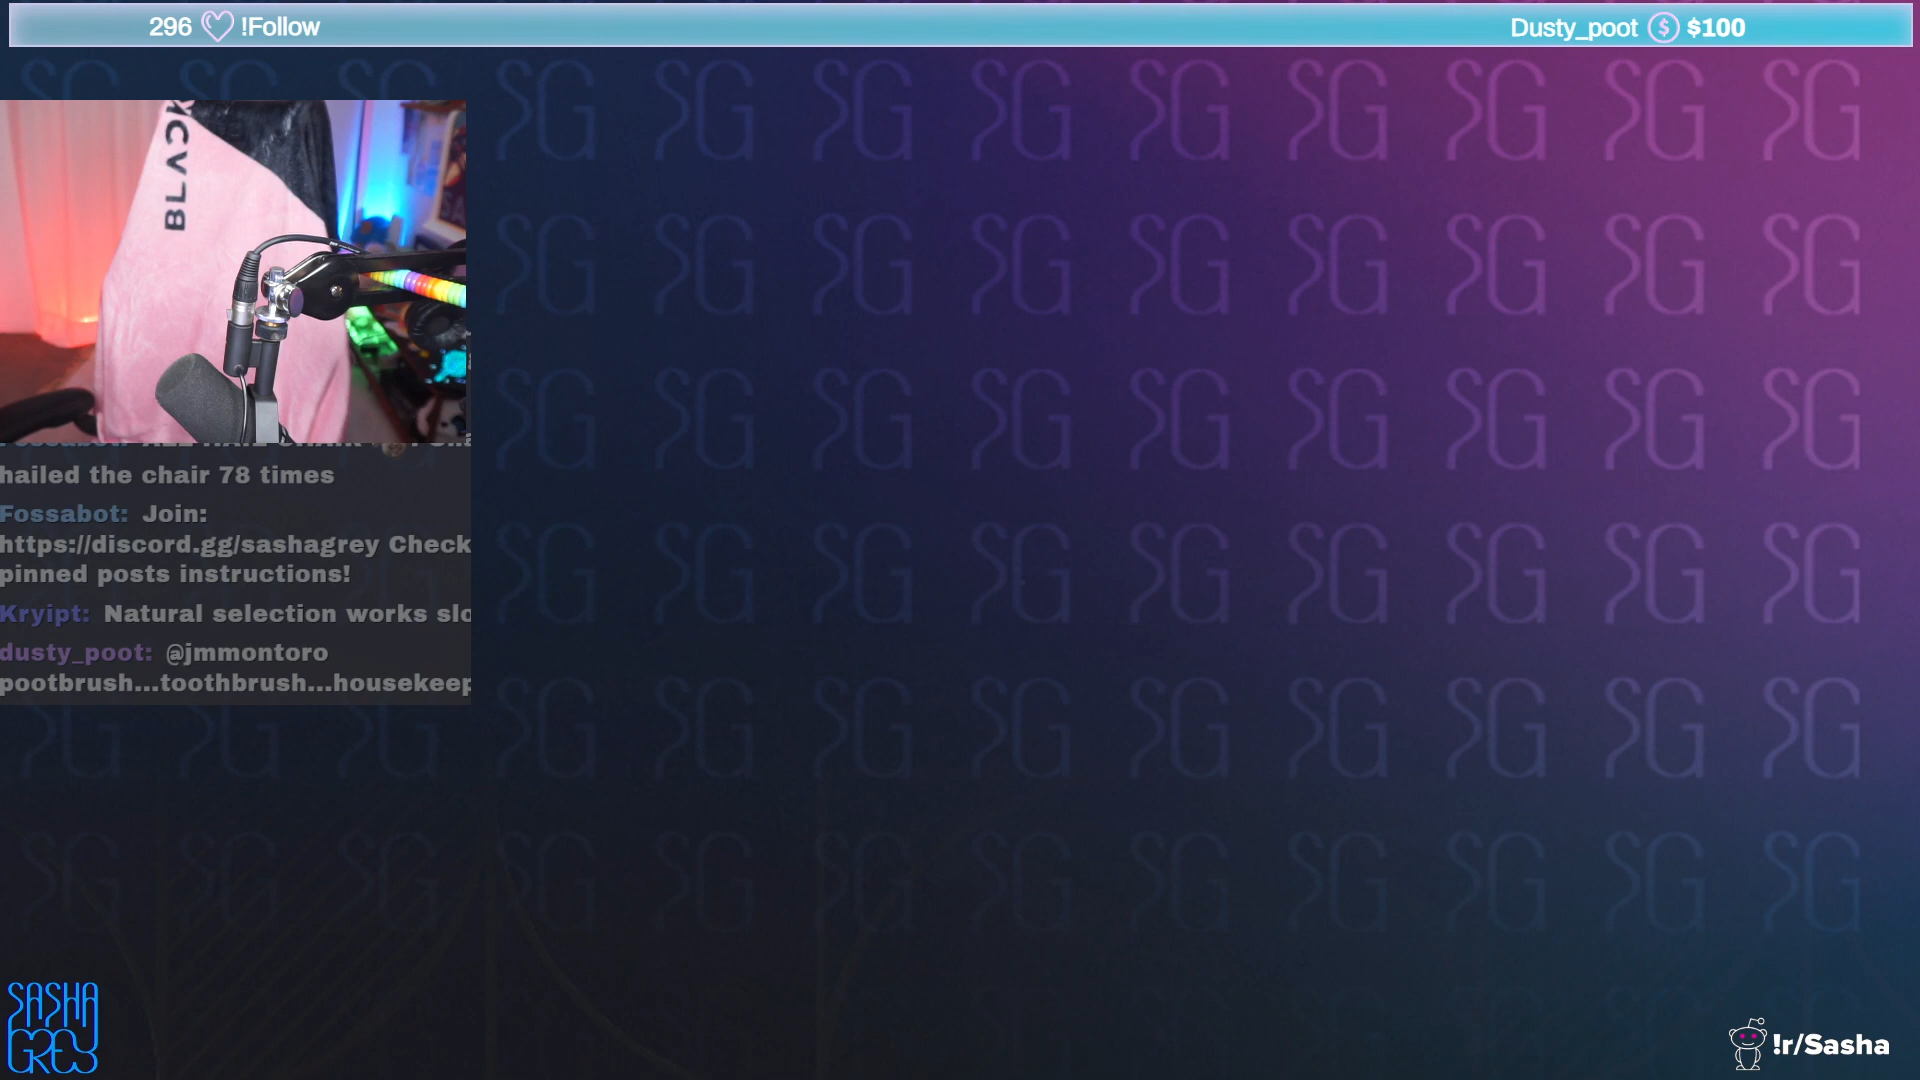 296 !Follow
Dusty_poot $ $100
BLACK
hailed the chair 78 times
Fossabot: Join:
https://discord.gg/sashagrey Check
pinned posts instructions!
Kryipt: Natural selection works slo
dusty_poot: @jmmontoro
pootbrush...toothbrush...housekeep
SASHA
GREY
!r/Sasha